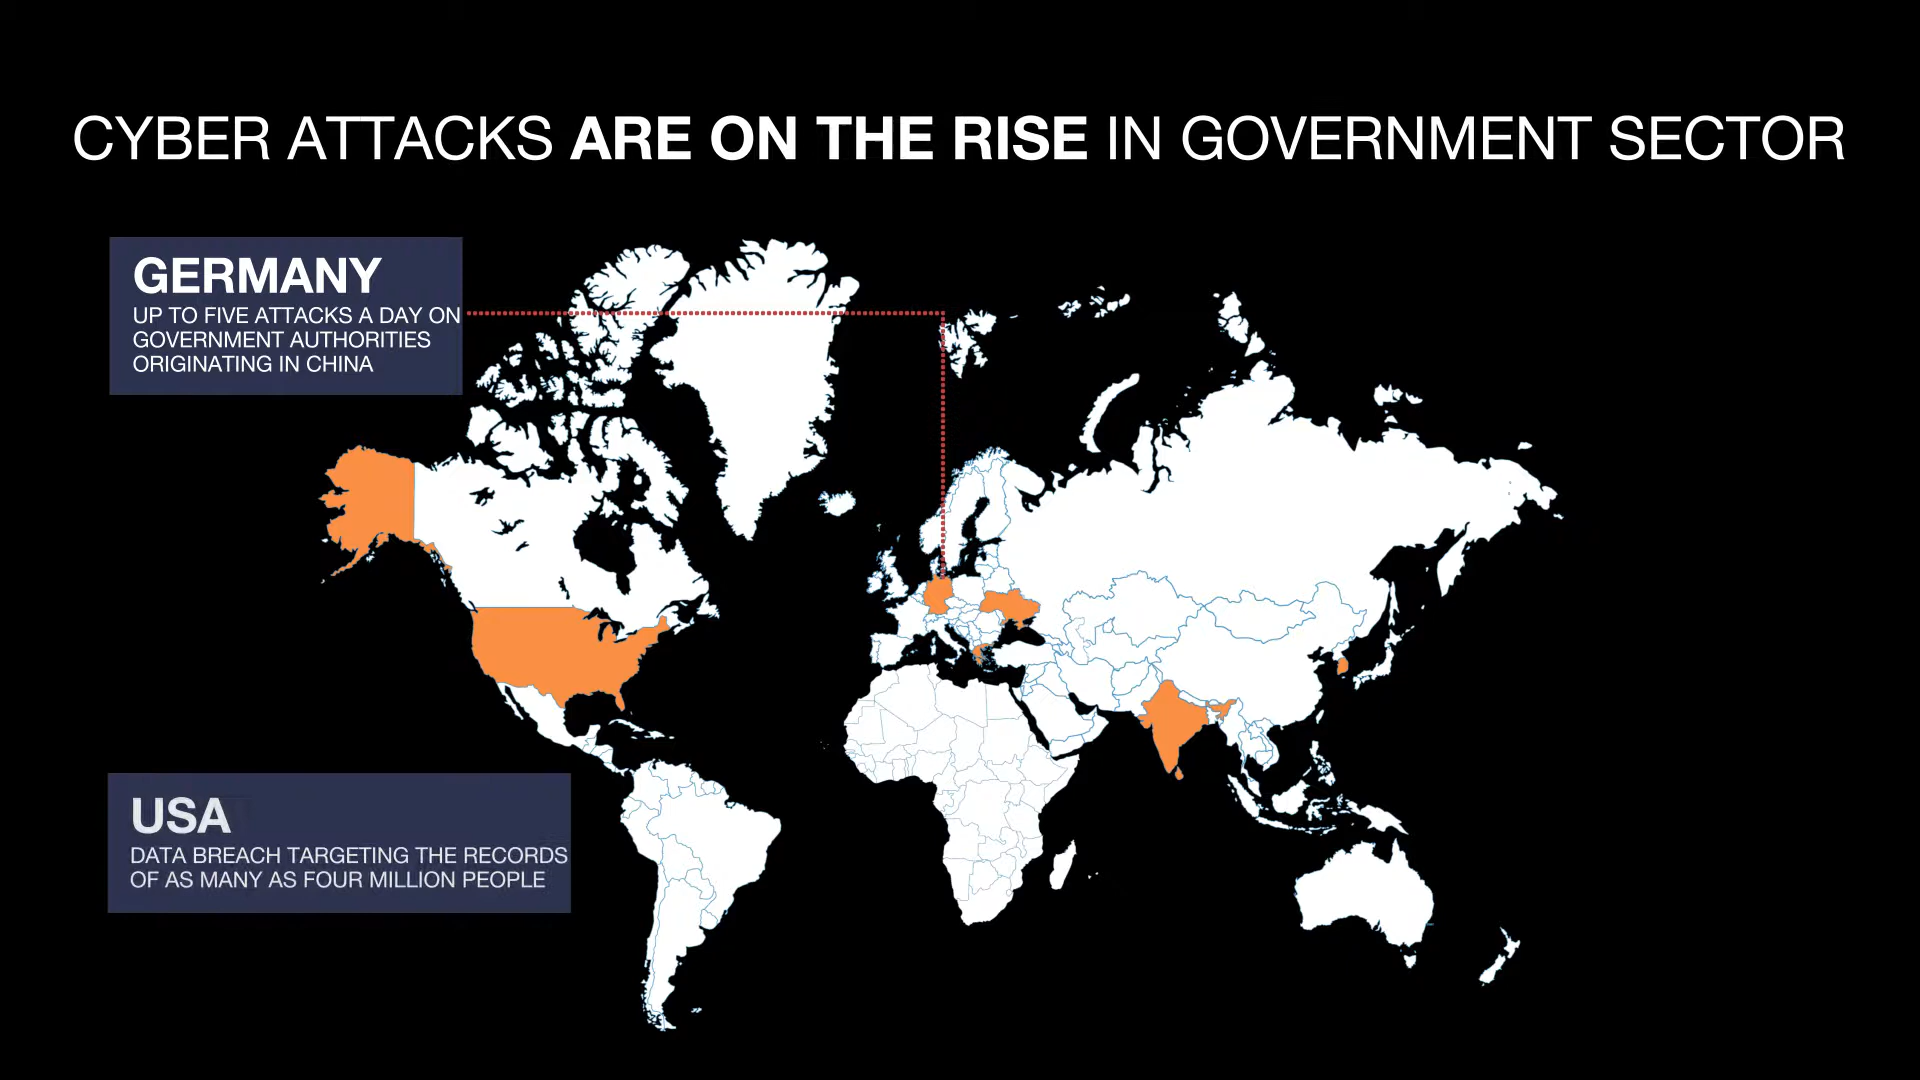 CYBER ATTACKS ARE ON THE RISE IN GOVERNMENT SECTOR
GERMANY
UP TO FIVE ATTACKS A DAY ON
GOVERNMENT AUTHORITIES
ORIGINATING IN CHINA
USA
DATA BREACH TARGETING THE RECORDS
OF AS MANY AS FOUR MILLION PEOPLE